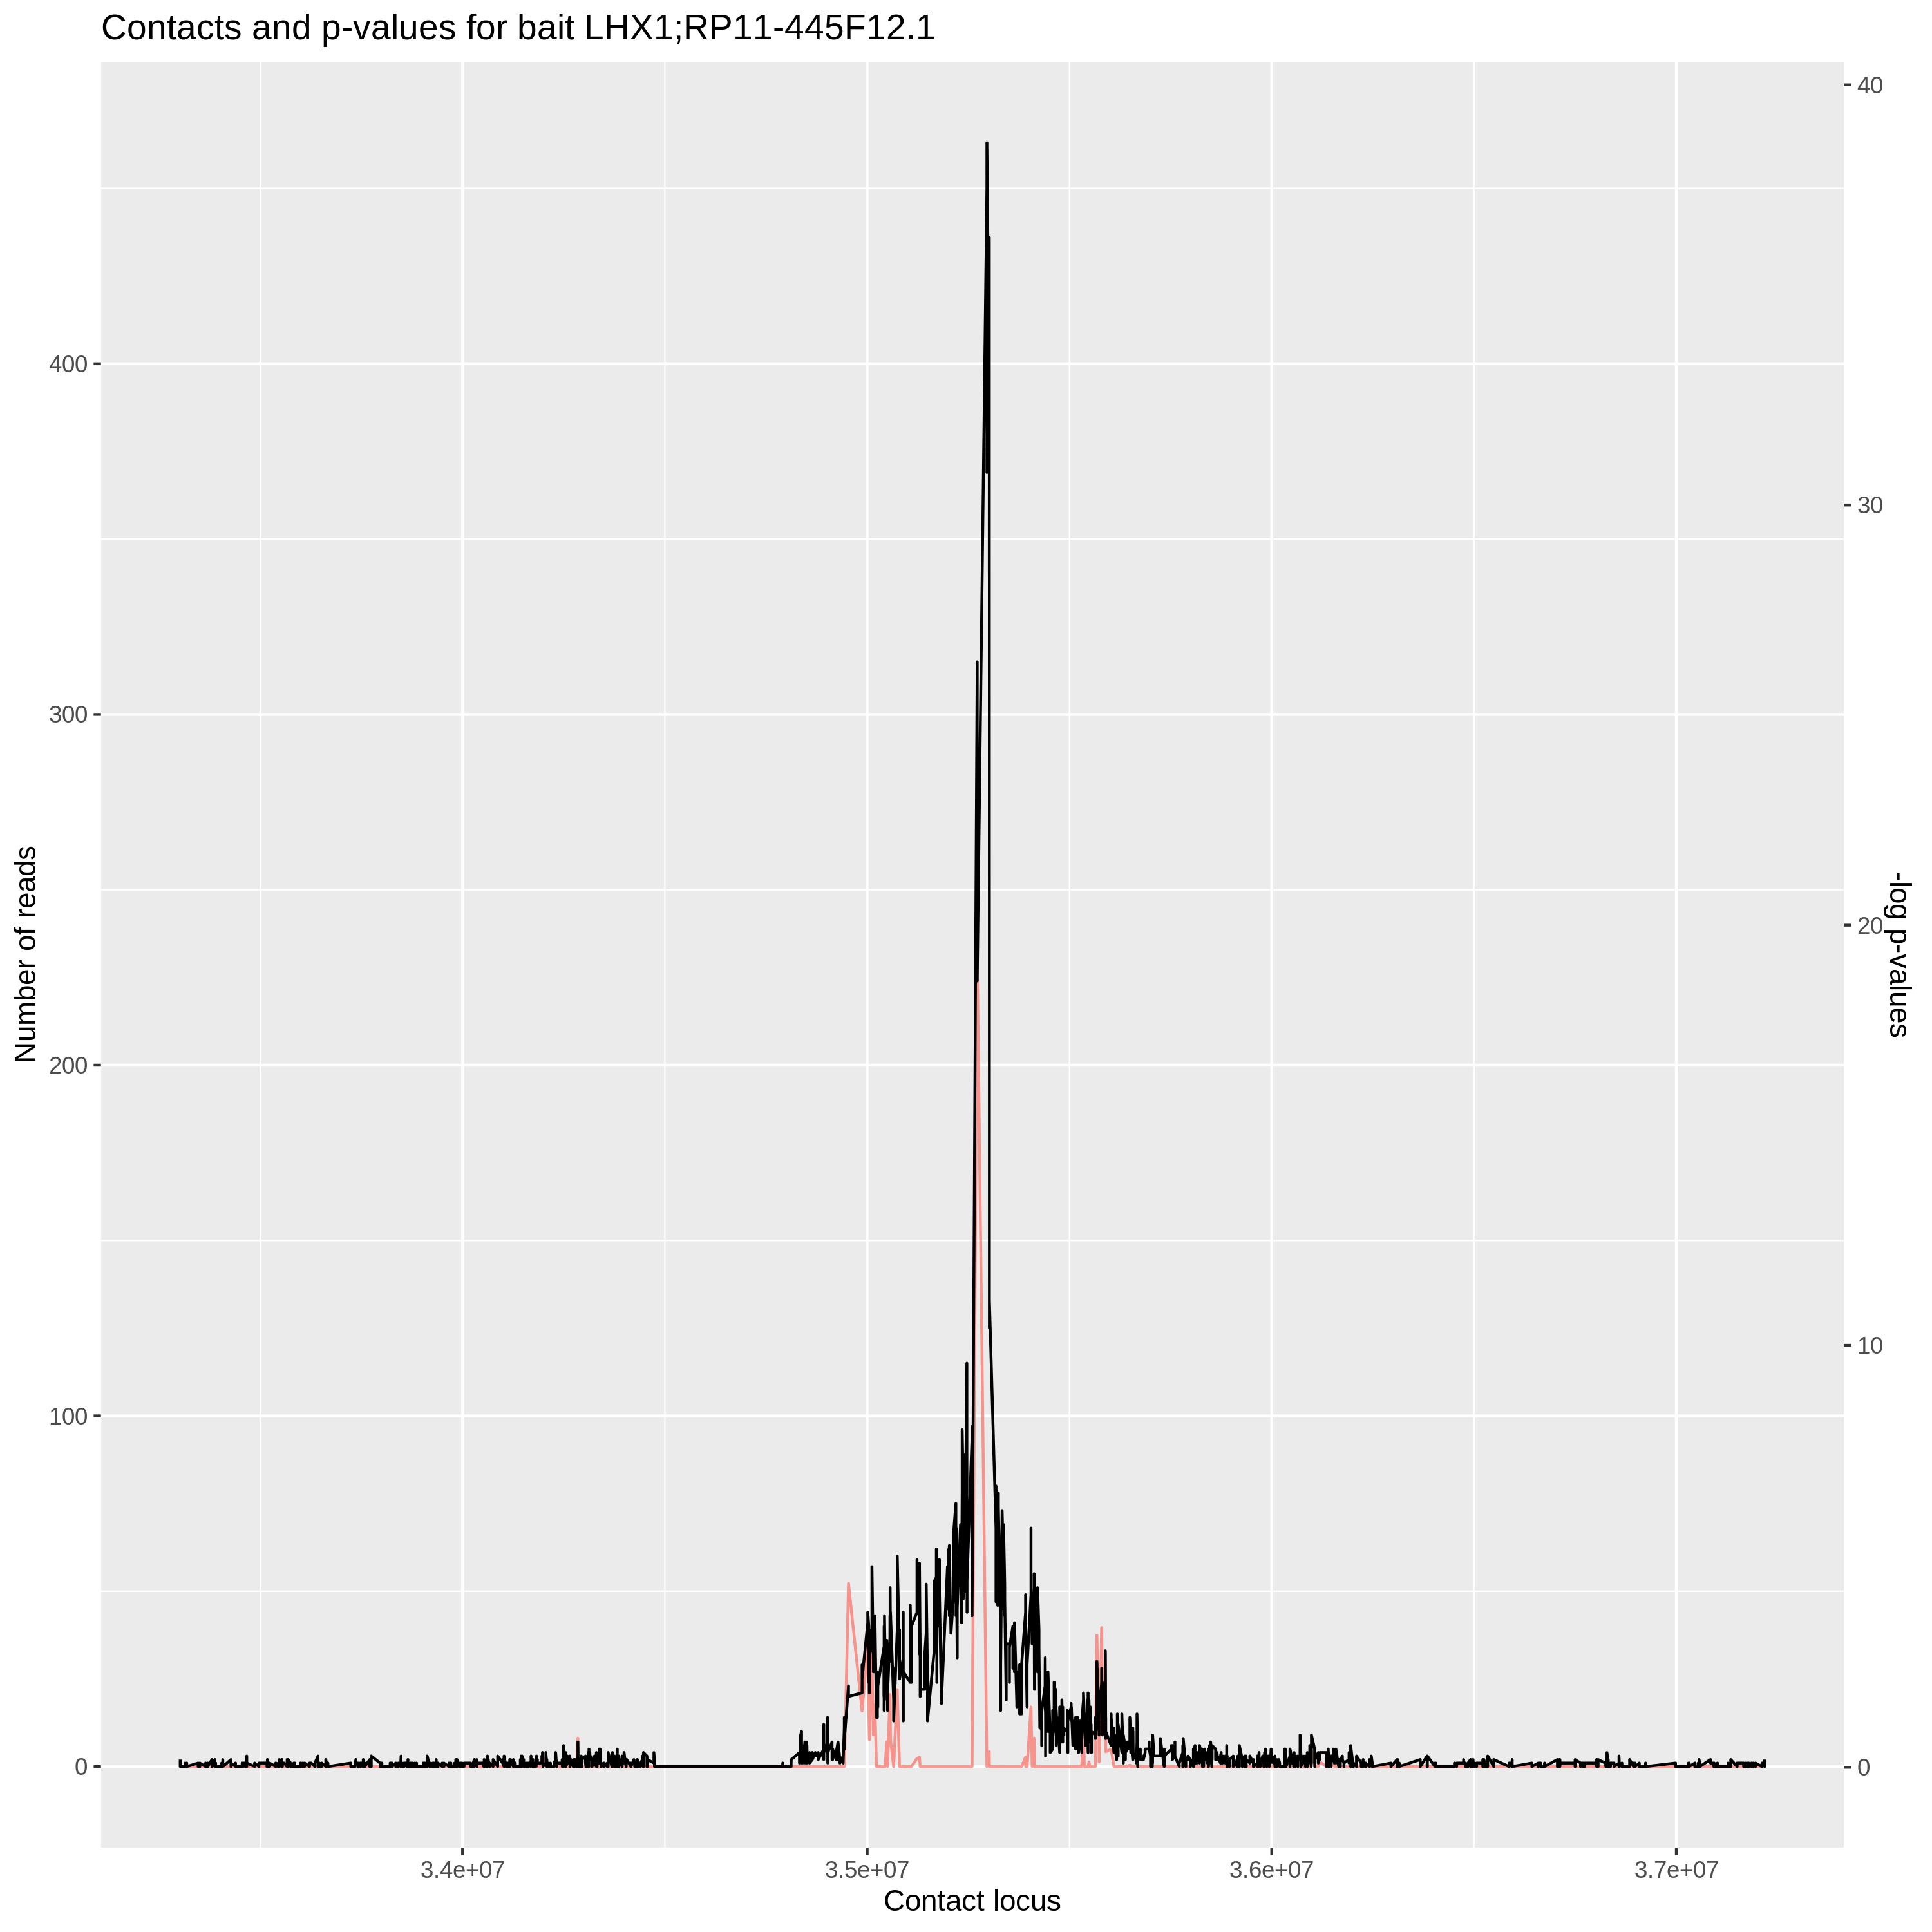 Contacts and p-values for bait LHX1;RP11-445F12.1
40
400
30
300
Number of reads
20
-log p-values
200
10
100
0
0
3.4e+07
3.5e+07
3.6e+07
3.7e+07
Contact locus